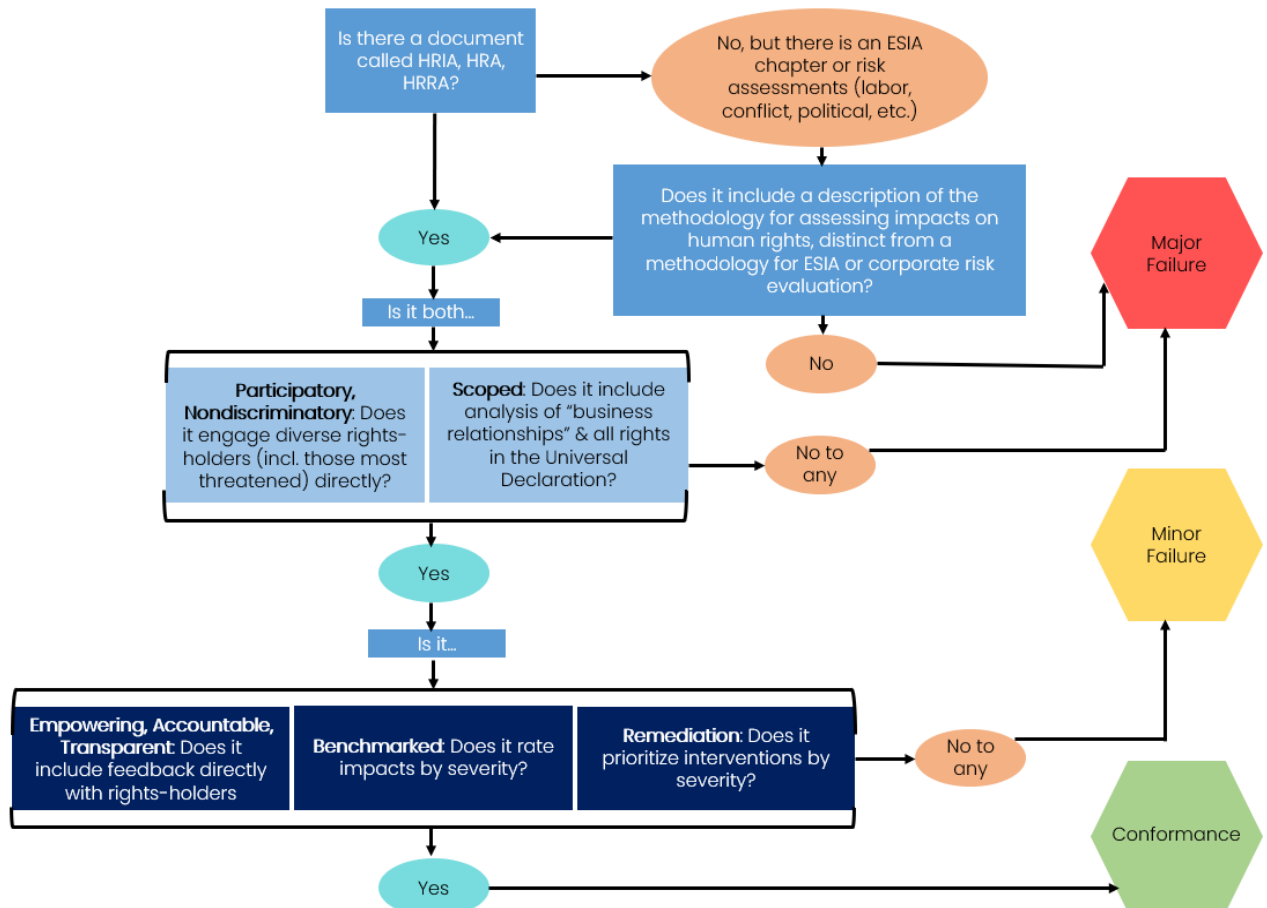 Is there a document
called HRIA, HRA,
HRRA?
No, but there is an ESIA
chapter or risk
assessments (labor,
conflict, political, etc.)
Does it include a description of the
methodology for assessing impacts on
human rights, distinct from a
methodology for ESIA or corporate risk
evaluation?
Major
Failure
Yes
Is it both...
No
Participatory,
Nondiscriminatory: Does
it engage diverse rights-
holders (incl. those most
threatened) directly?
Scoped: Does it include
analysis of “business
relationships” & all rights
in the Universal
Declaration?
No to
any
Minor
Failure
Yes
Is it...
Empowering, Accountable,
Transparent: Does it
include feedback directly
with rights-holders
Benchmarked: Does it rate
impacts by severity?
Remediation: Does it
prioritize interventions by
severity?
No to
any
Conformance
Yes